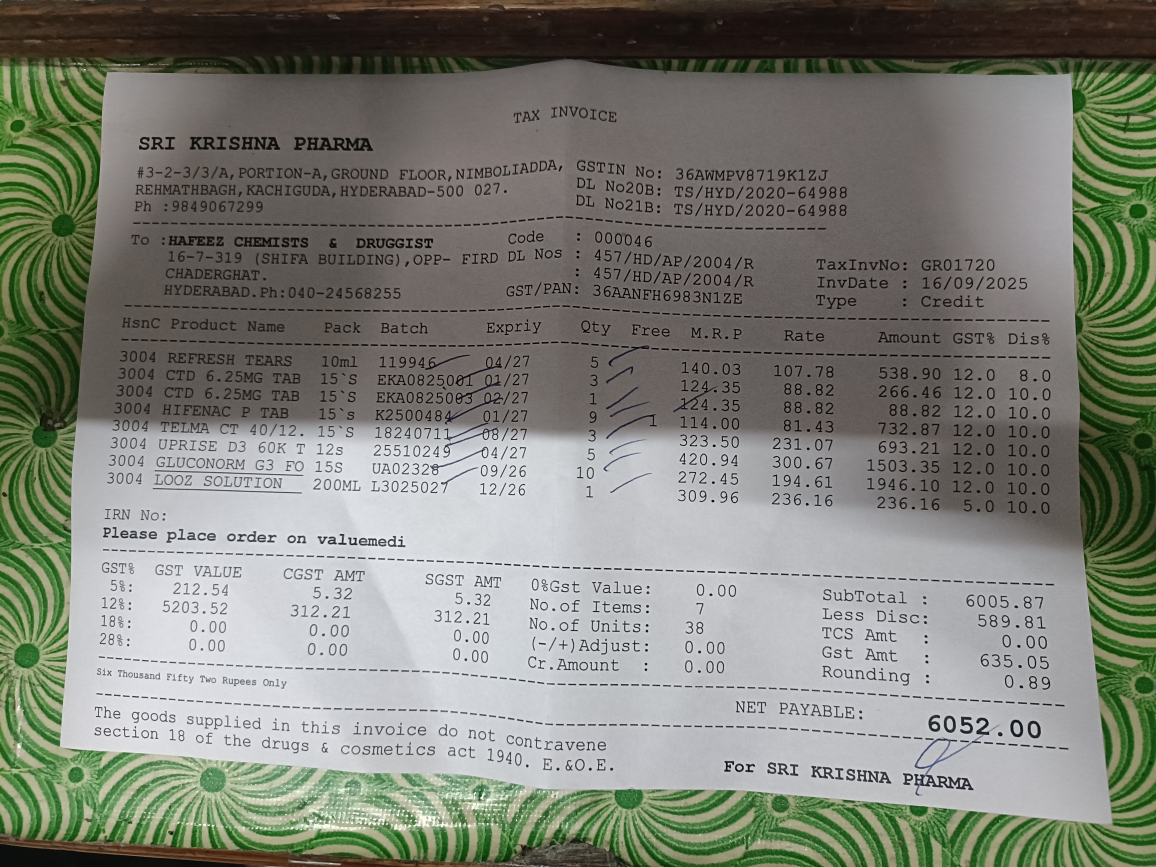 TAX INVOICE
SRI KRISHNA PHARMA
#3-2-3/3/A,PORTION-A,GROUND FLOOR,NIMBOLIADDA, GSTIN No: 36AWMPV8719K1ZJ
REHMATHBAGH,KACHIGUDA,HYDERABAD-500 027. DL No20B: TS/HYD/2020-64988
Ph :9849067299 DL No21B: TS/HYD/2020-64988
To :HAFEEZ CHEMISTS & DRUGGIST Code : 000046
16-7-319 (SHIFA BUILDING),OPP- FIRD DL Nos : 457/HD/AP/2004/R TaxInvNo: GR01720
CHADERGHAT. : 457/HD/AP/2004/R InvDate : 16/09/2025
HYDERABAD.Ph:040-24568255 GST/PAN: 36AANFH6983N1ZE Type : Credit
HsnC Product Name Pack Batch Expriy Qty Free M.R.P Rate Amount GST% Dis%
3004 REFRESH TEARS 10ml 119946 04/27 5 140.03 107.78 538.90 12.0 8.0
3004 CTD 6.25MG TAB 15`S EKA0825001 01/27 3 124.35 88.82 266.46 12.0 10.0
3004 CTD 6.25MG TAB 15`S EKA0825003 02/27 1 124.35 88.82 88.82 12.0 10.0
3004 HIFENAC P TAB 15`s K2500484 01/27 9 1 114.00 81.43 732.87 12.0 10.0
3004 TELMA CT 40/12. 15`S 18240711 08/27 3 323.50 231.07 693.21 12.0 10.0
3004 UPRISE D3 60K T 12s 25510249 04/27 5 420.94 300.67 1503.35 12.0 10.0
3004 GLUCONORM G3 FO 15S UA02328 09/26 10 272.45 194.61 1946.10 12.0 10.0
3004 LOOZ SOLUTION 200ML L3025027 12/26 1 309.96 236.16 236.16 5.0 10.0
IRN No:
Please place order on valuemedi
GST% GST VALUE CGST AMT SGST AMT 0%Gst Value: 0.00 SubTotal : 6005.87
5%: 212.54 5.32 5.32 No.of Items: 7 Less Disc: 589.81
12%: 5203.52 312.21 312.21 No.of Units: 38 TCS Amt : 0.00
18%: 0.00 0.00 0.00 (-/+)Adjust: 0.00 Gst Amt : 635.05
28%: 0.00 0.00 0.00 Cr.Amount : 0.00 Rounding : 0.89
Six Thousand Fifty Two Rupees Only
NET PAYABLE: 6052.00
The goods supplied in this invoice do not contravene
section 18 of the drugs & cosmetics act 1940. E.&O.E.
For SRI KRISHNA PHARMA